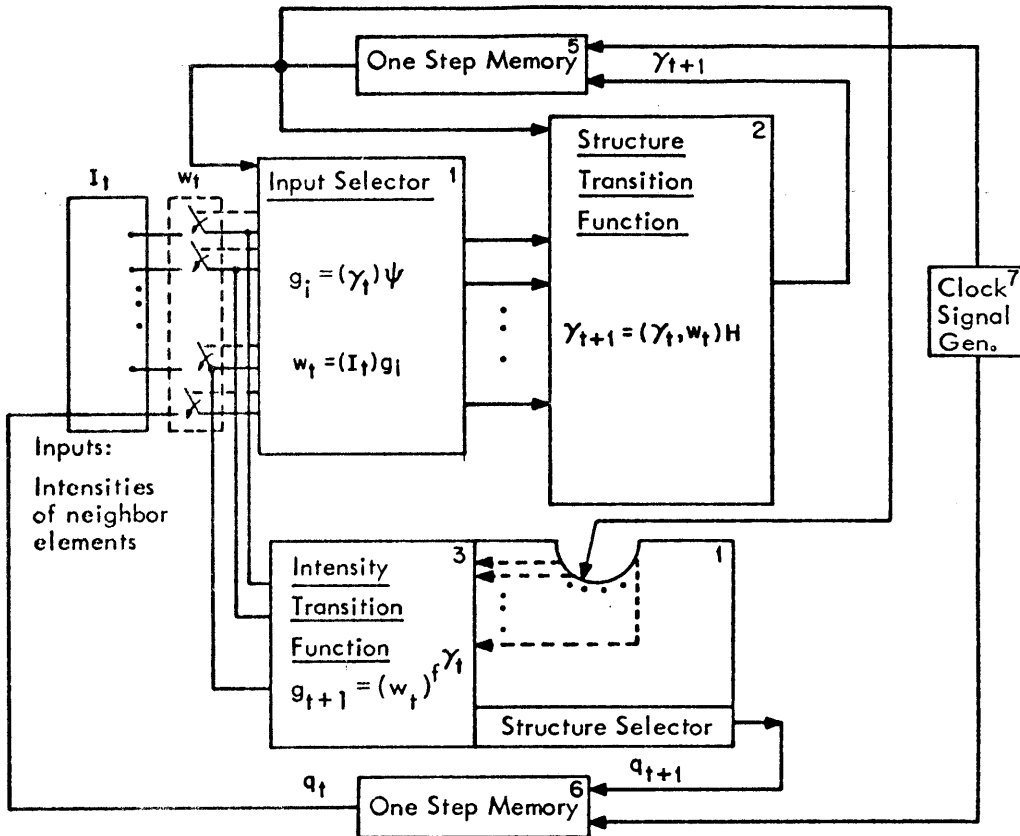 One Step Memory 5
γt+1
2
Structure
Transition
Function
γt+1 = (γt, wt) H
It
wt
Input Selector 1
gi = (γt) ψ
wt = (It) gi
Clock 7
Signal
Gen.
Inputs:
Intensities
of neighbor
elements
3
Intensity
Transition
Function
gt+1 = (wt) f γt
1
Structure Selector
qt
qt+1
One Step Memory 6